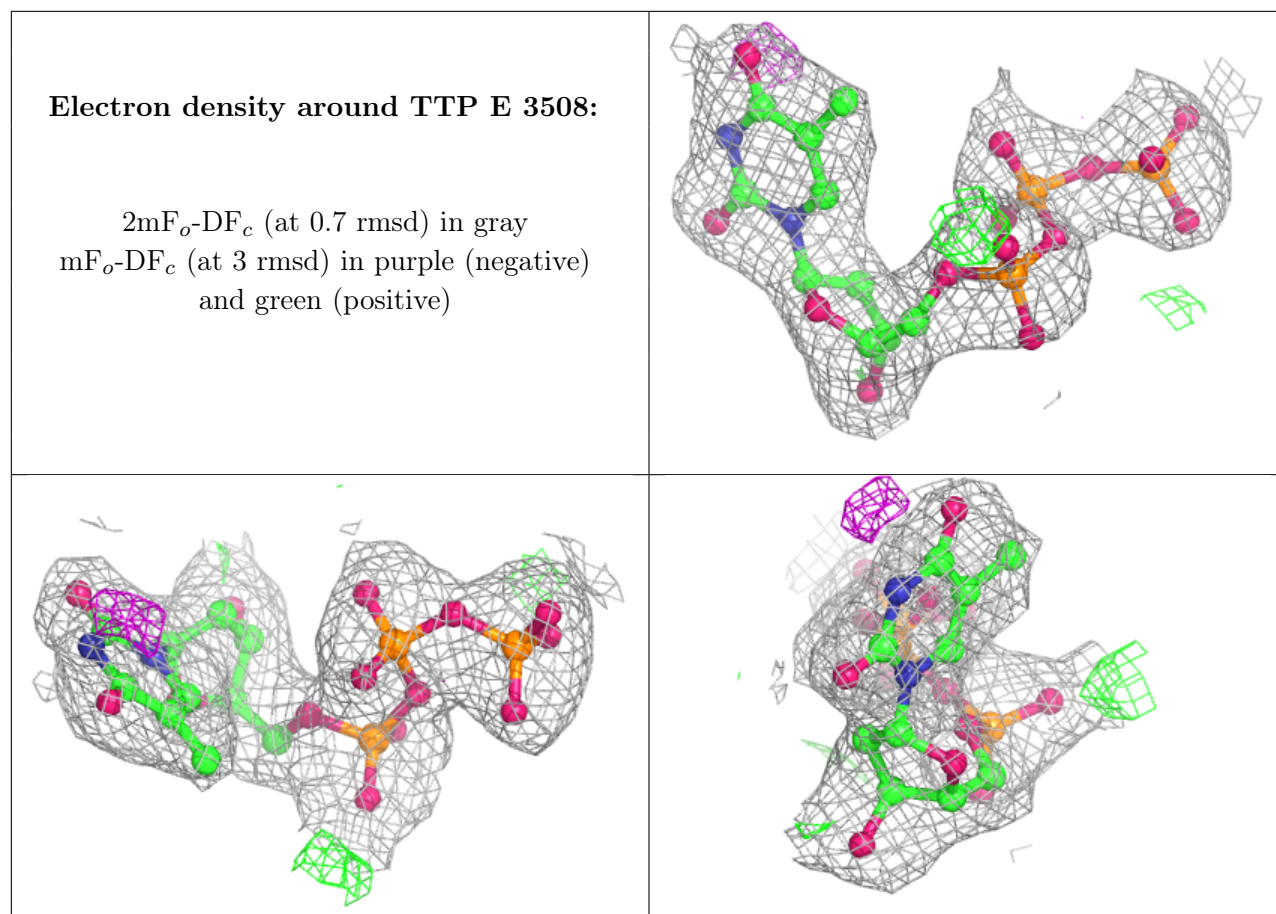 Electron density around TTP E 3508:
2mFo-DFc (at 0.7 rmsd) in gray
mFo-DFc (at 3 rmsd) in purple (negative)
and green (positive)